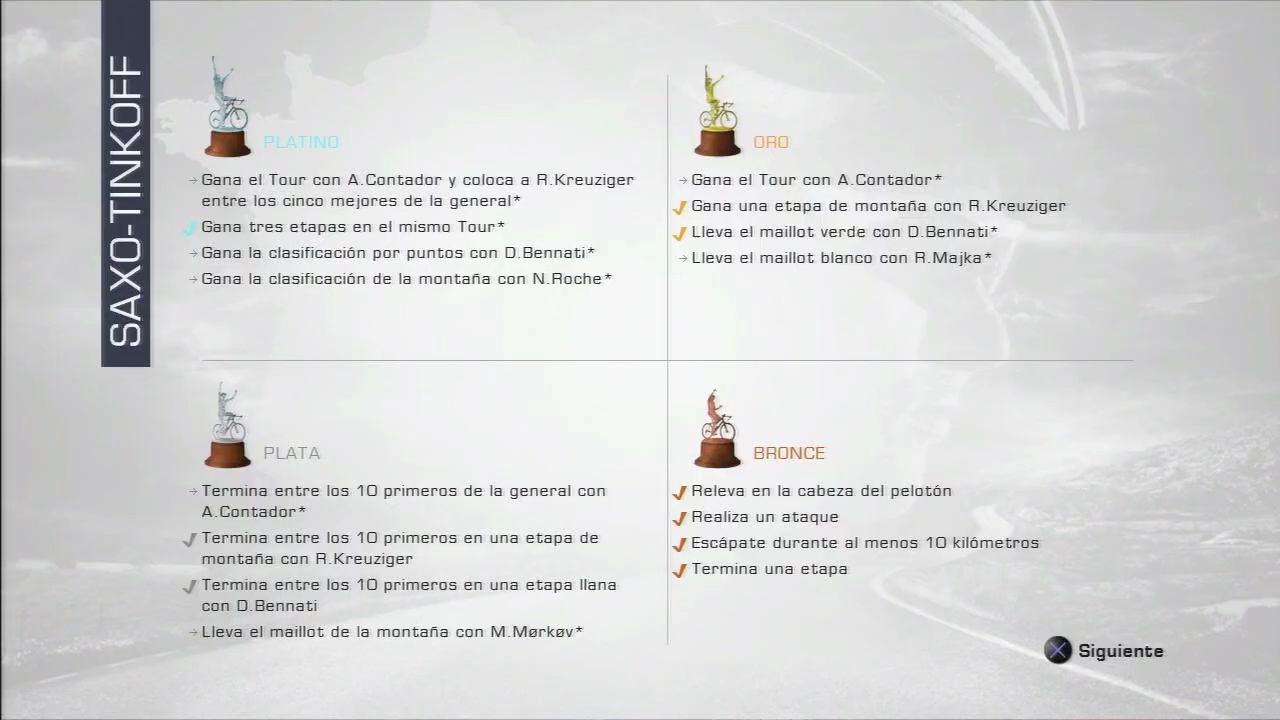 SAXO-TINKOFF
PLATINO
Gana el Tour con A.Contador y coloca a R.Kreuziger
entre los cinco mejores de la general*
Gana tres etapas en el mismo Tour*
Gana la clasificación por puntos con D.Bennati*
Gana la clasificación de la montaña con N.Roche*
ORO
Gana el Tour con A.Contador*
Gana una etapa de montaña con R.Kreuziger
Lleva el maillot verde con D.Bennati*
Lleva el maillot blanco con R.Majka*
PLATA
Termina entre los 10 primeros de la general con
A.Contador*
Termina entre los 10 primeros en una etapa de
montaña con R.Kreuziger
Termina entre los 10 primeros en una etapa llana
con D.Bennati
Lleva el maillot de la montaña con M.Mørkøv*
BRONCE
Releva en la cabeza del pelotón
Realiza un ataque
Escápate durante al menos 10 kilómetros
Termina una etapa
Siguiente